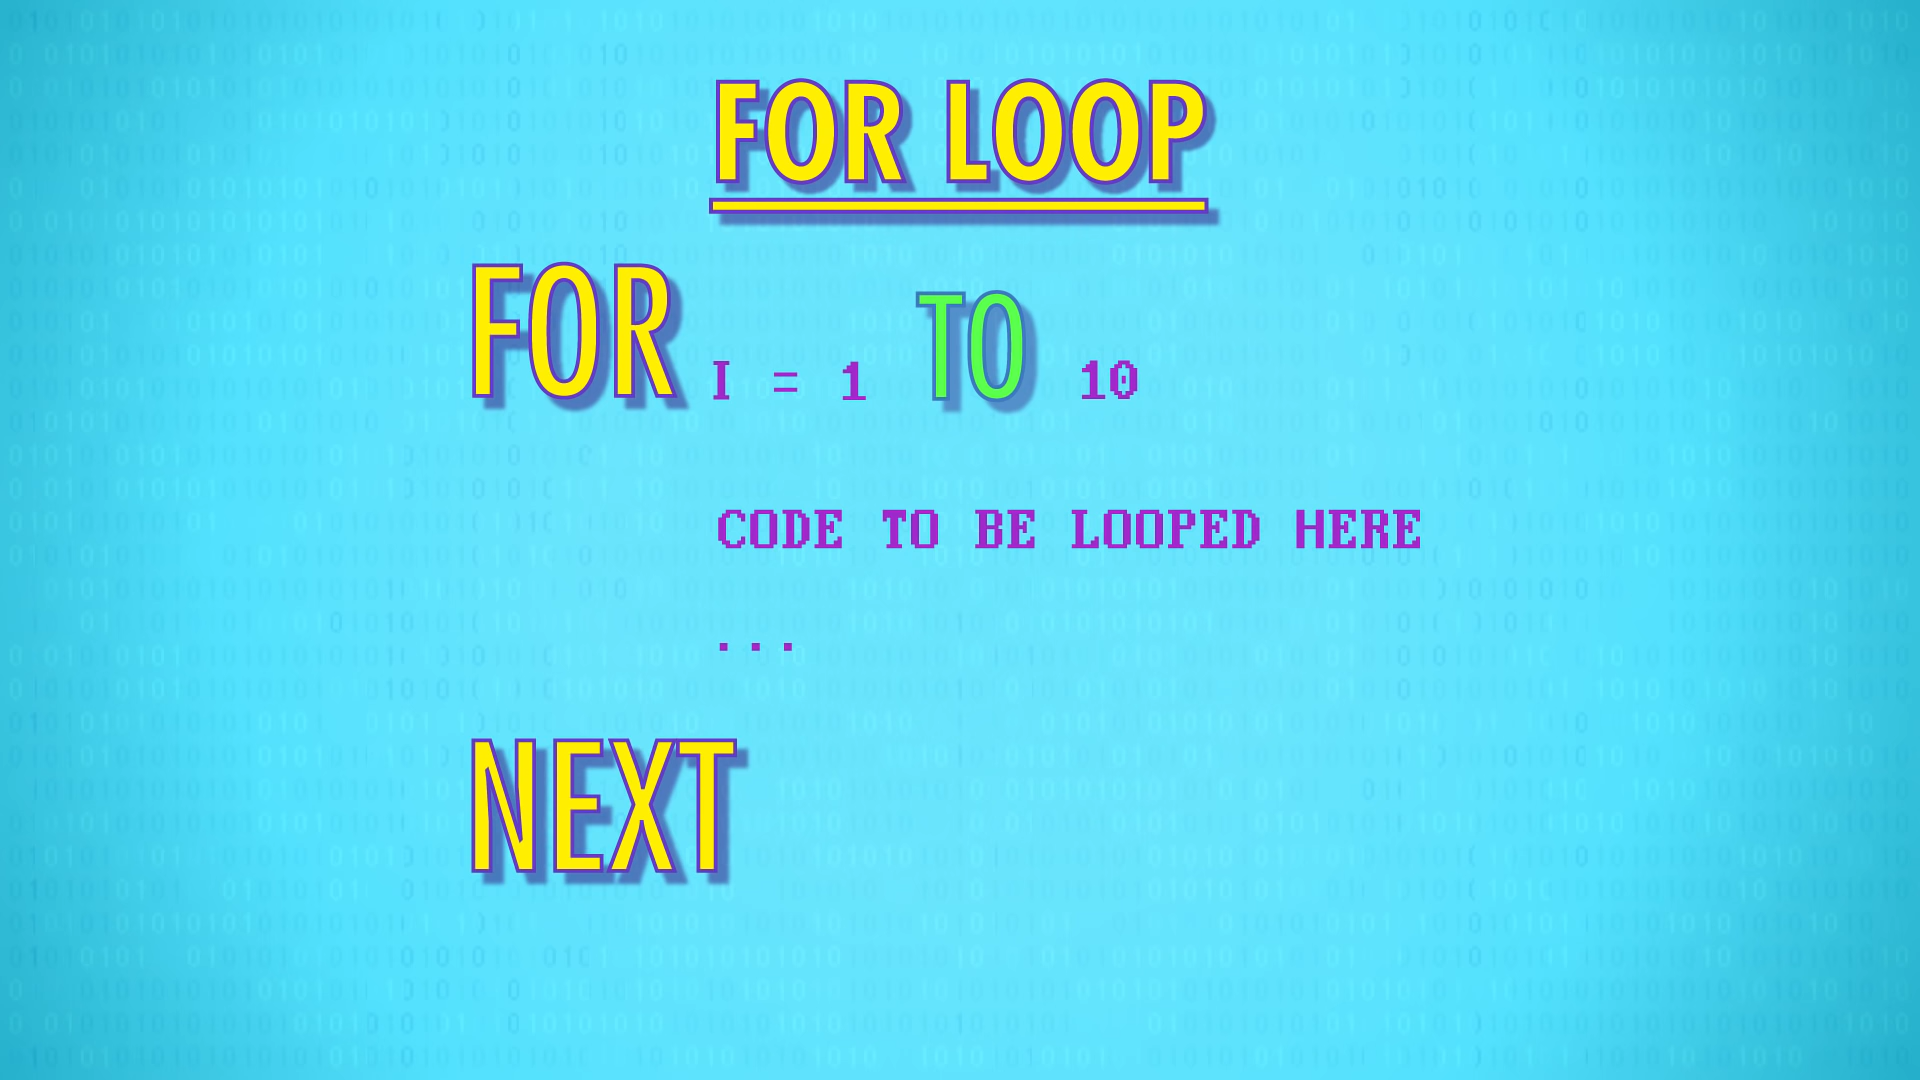 FOR LOOP
FOR I = 1 TO 10
CODE TO BE LOOPED HERE
...
NEXT